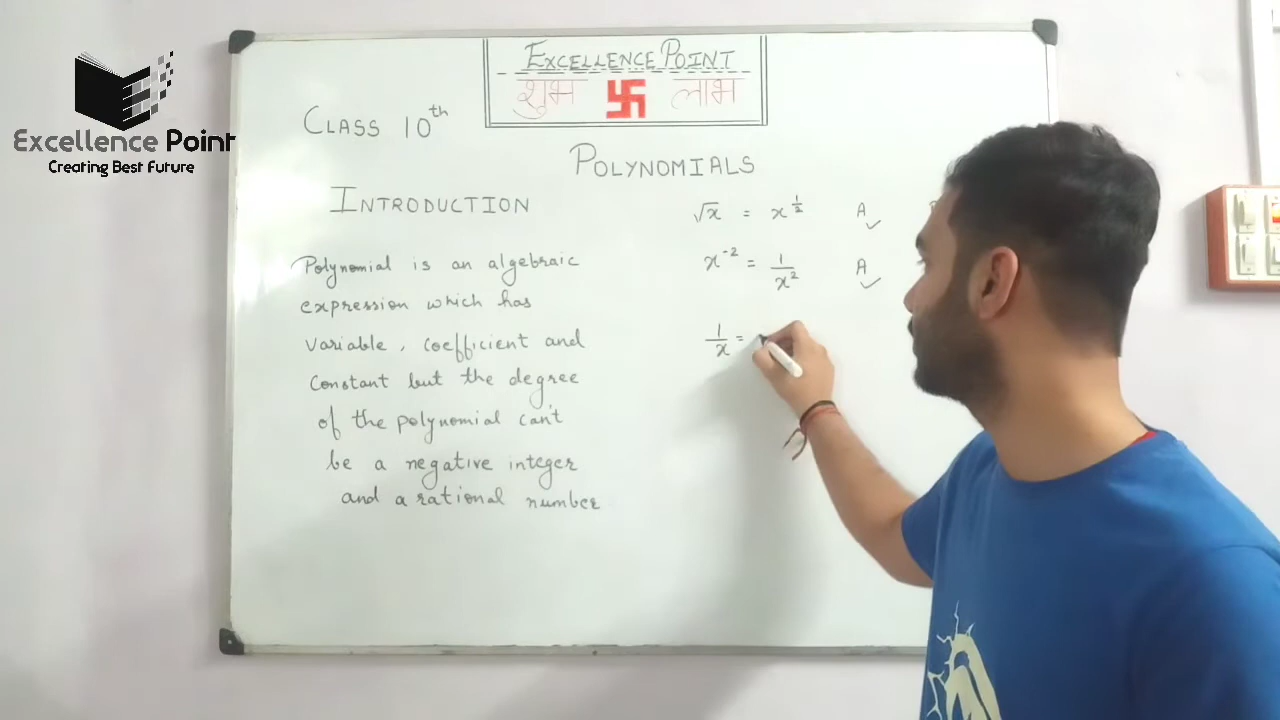 Excellence Point
Creating Best Future
EXCELLENCE POINT
शुभ 卐 लाभ
CLASS 10th
POLYNOMIALS
INTRODUCTION
Polynomial is an algebraic
expression which has
variable, coefficient and
Constant but the degree
of the polynomial can't
be a negative integer
and a rational number
√x = x^1/2 A ✓
x^-2 = 1/x^2 A ✓
1/x =